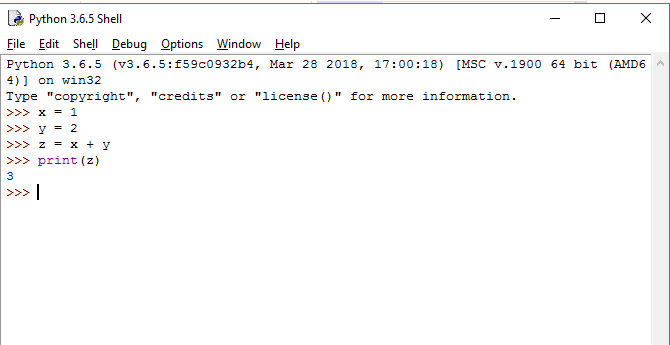 Python 3.6.5 Shell
File Edit Shell Debug Options Window Help
Python 3.6.5 (v3.6.5:f59c0932b4, Mar 28 2018, 17:00:18) [MSC v.1900 64 bit (AMD6
4)] on win32
Type "copyright", "credits" or "license()" for more information.
>>> x = 1
>>> y = 2
>>> z = x + y
>>> print(z)
3
>>>